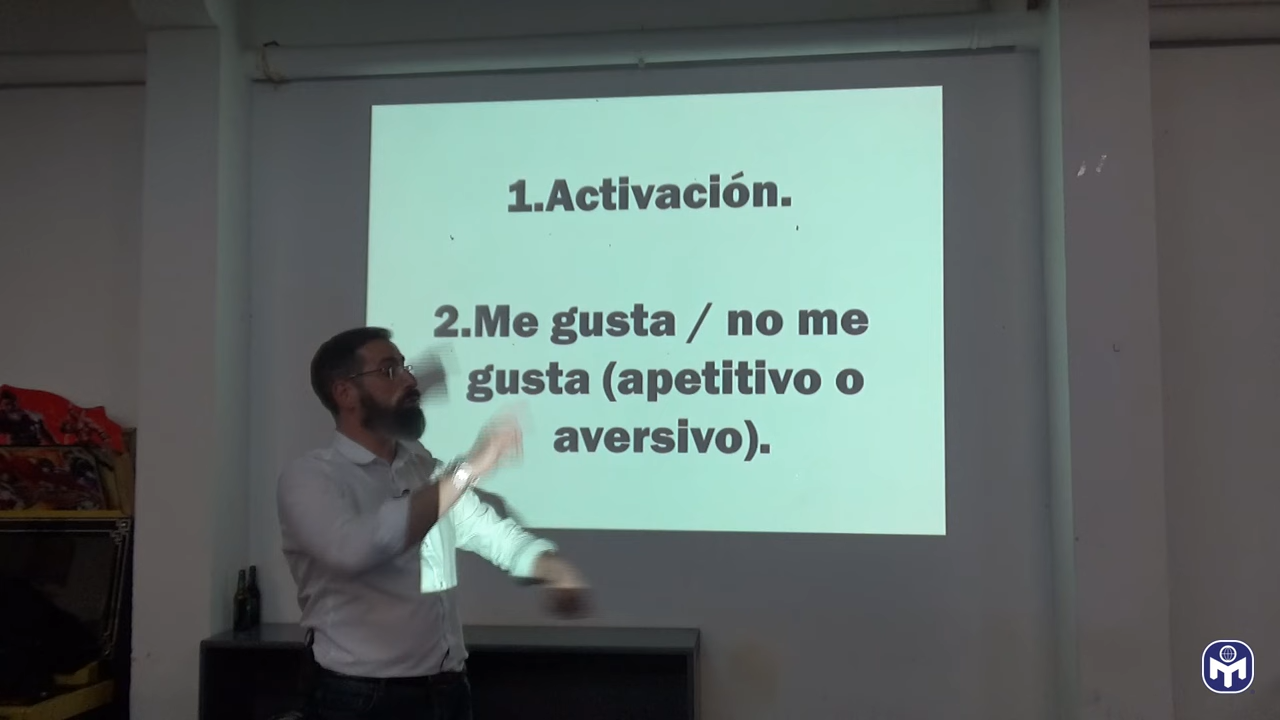 1.Activación.
2.Me gusta / no me
gusta (apetitivo o
aversivo).